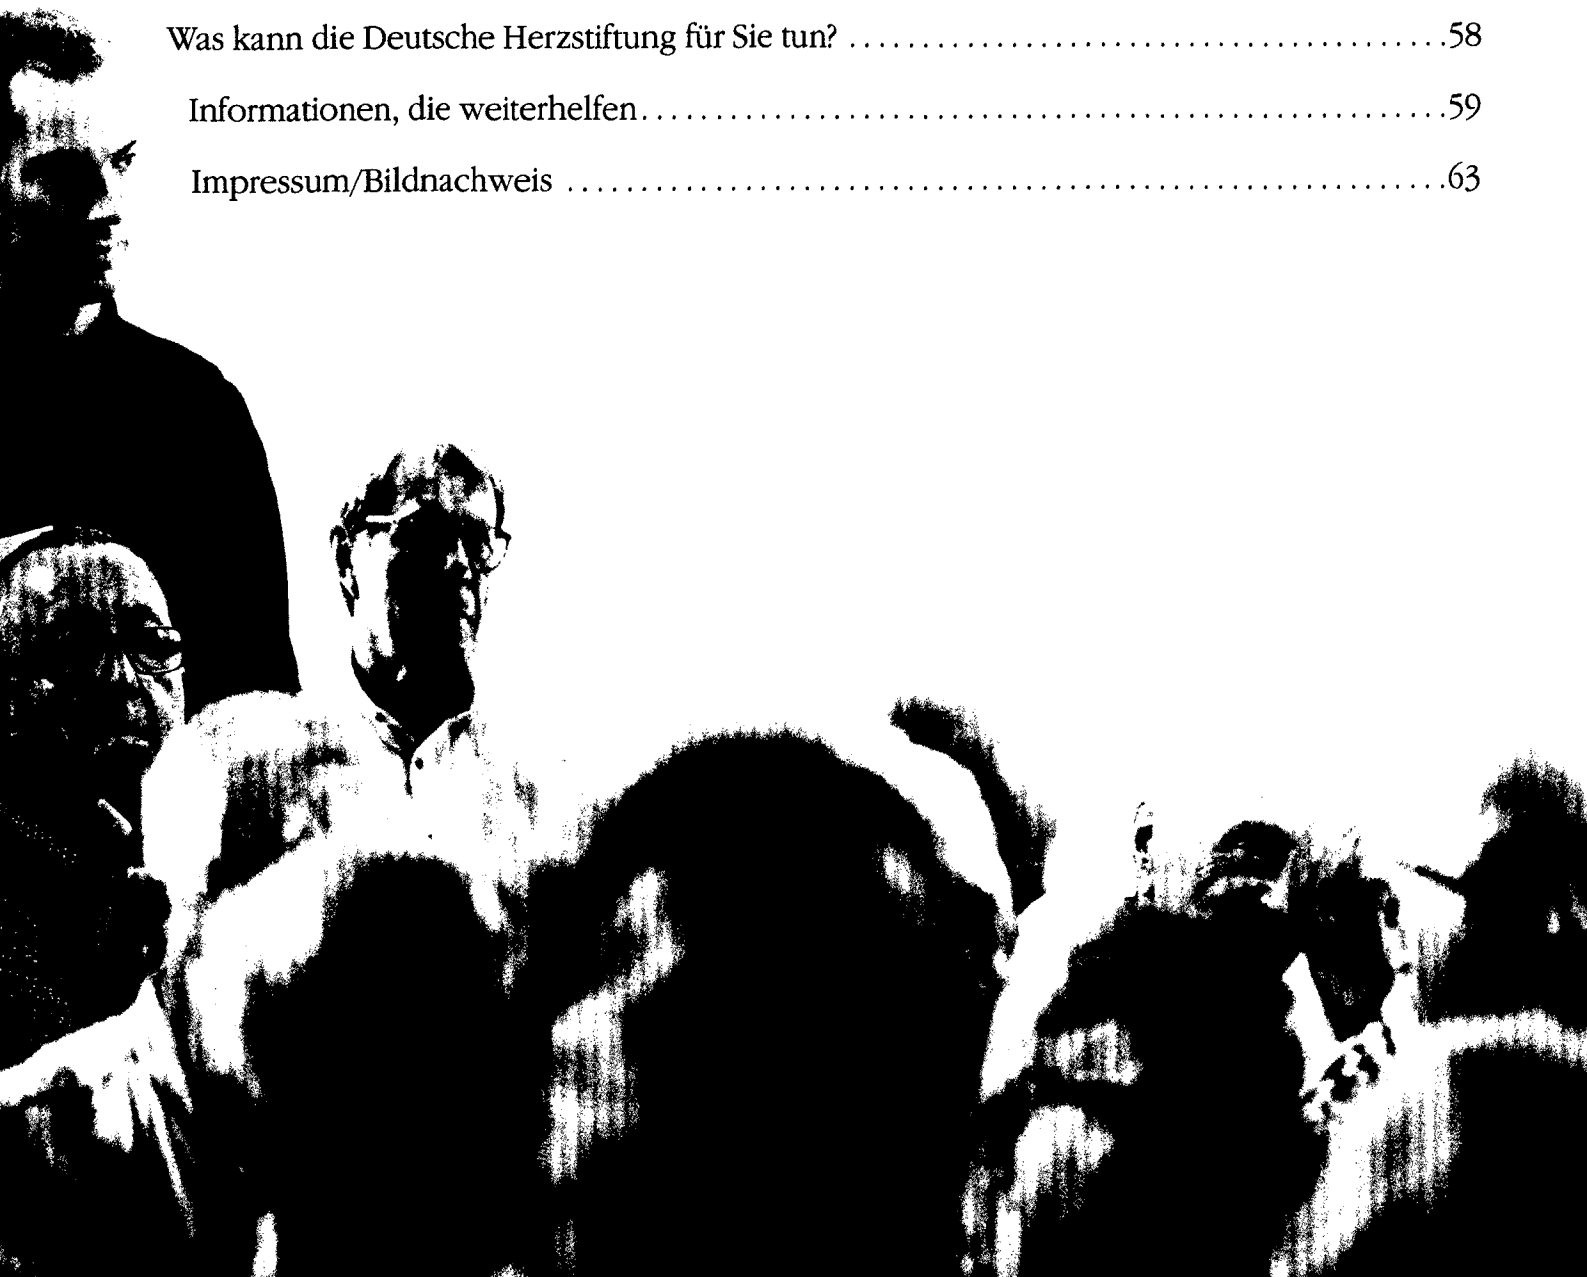 Was kann die Deutsche Herzstiftung für Sie tun? .........................................58
Informationen, die weiterhelfen.......................................................59
Impressum/Bildnachweis ............................................................63